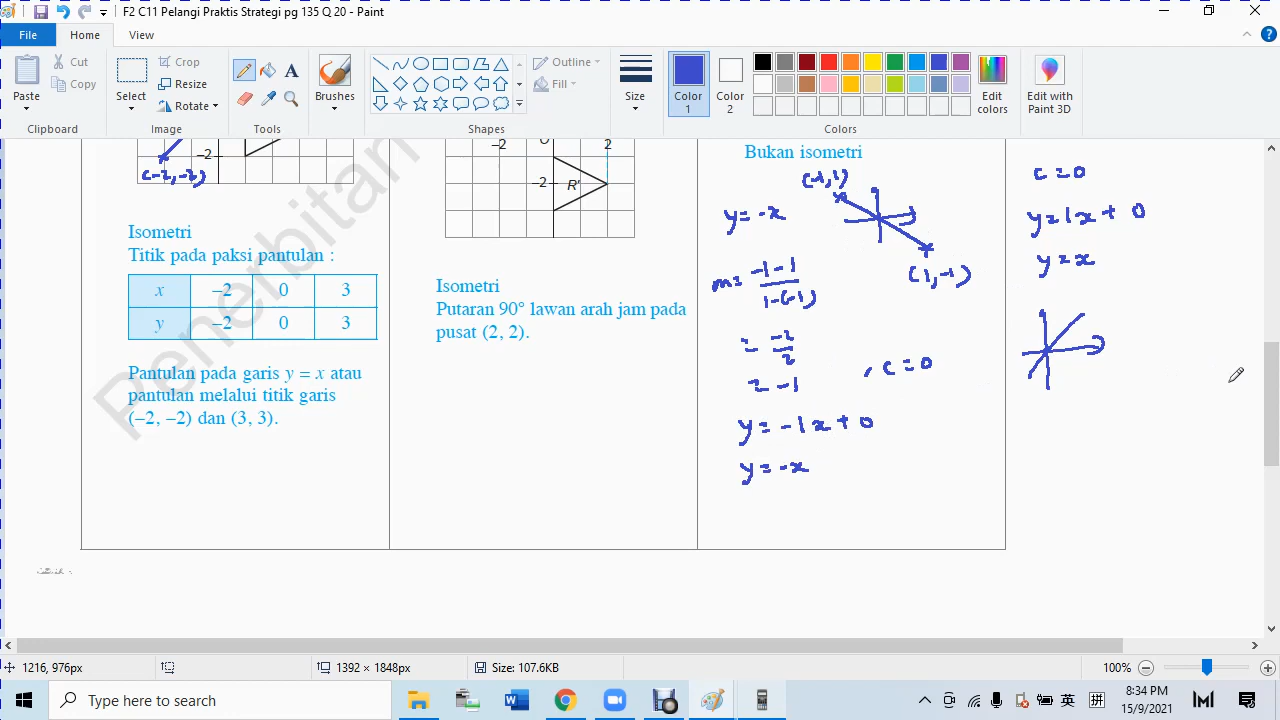 F2 C11 Pelangi Praktis Strategi pg 135 Q 20 - Paint
File
Home
View
Paste
Cut
Copy
Clipboard
Select
Crop
Resize
Rotate
Image
A
Tools
Brushes
Shapes
Outline
Fill
Size
Color 1
Color 2
Colors
Edit colors
Edit with Paint 3D
–2
(-2,-2)
Isometri
Titik pada paksi pantulan :
x –2 0 3
y –2 0 3
Pantulan pada garis y = x atau
pantulan melalui titik garis
(–2, –2) dan (3, 3).
–2
O
2
–2
R'
Isometri
Putaran 90° lawan arah jam pada
pusat (2, 2).
Penerbitan
Bukan isometri
(-1,1)
y=-x
(1,-1)
m= -1-1
1-(-1)
= -2
2
= -1
, c=0
y=-1x+0
y=-x
c=0
y=1x+0
y=x
1216, 976px
1392 × 1848px
Size: 107.6KB
100%
Type here to search
英
拼
8:34 PM
15/9/2021